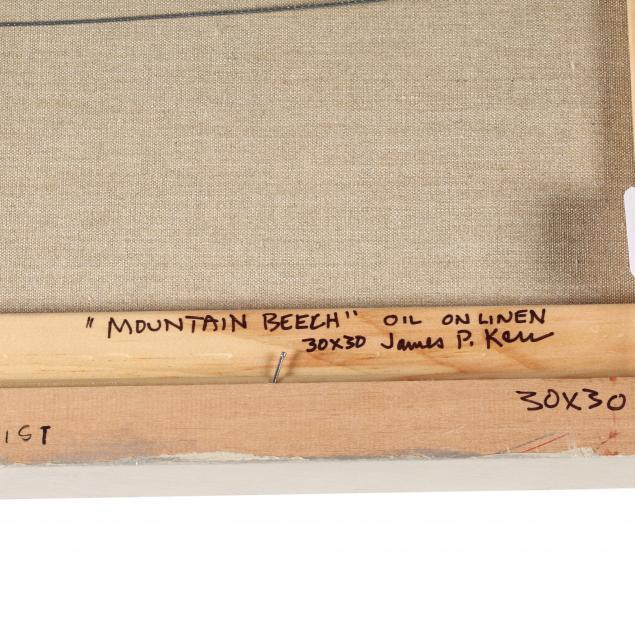 "MOUNTAIN BEECH" OIL ON LINEN
30X30 James P. Kerr
30X30
IST